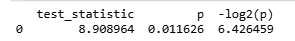 test_statistic p -log2(p)
0 8.908964 0.011626 6.426459